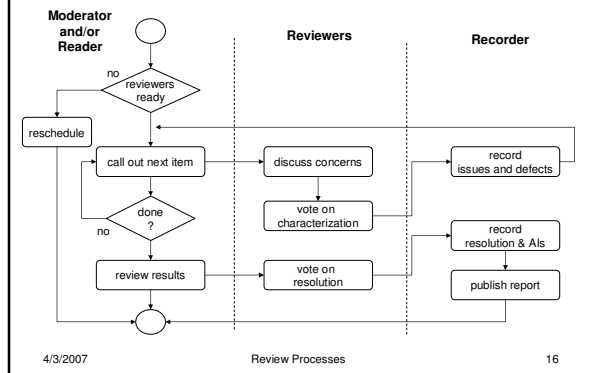 Moderator
and/or
Reader
Reviewers
Recorder
no
reviewers
ready
reschedule
call out next item
discuss concerns
record
issues and defects
vote on
characterization
done
?
no
record
resolution & AIs
review results
vote on
resolution
publish report
4/3/2007
Review Processes
16